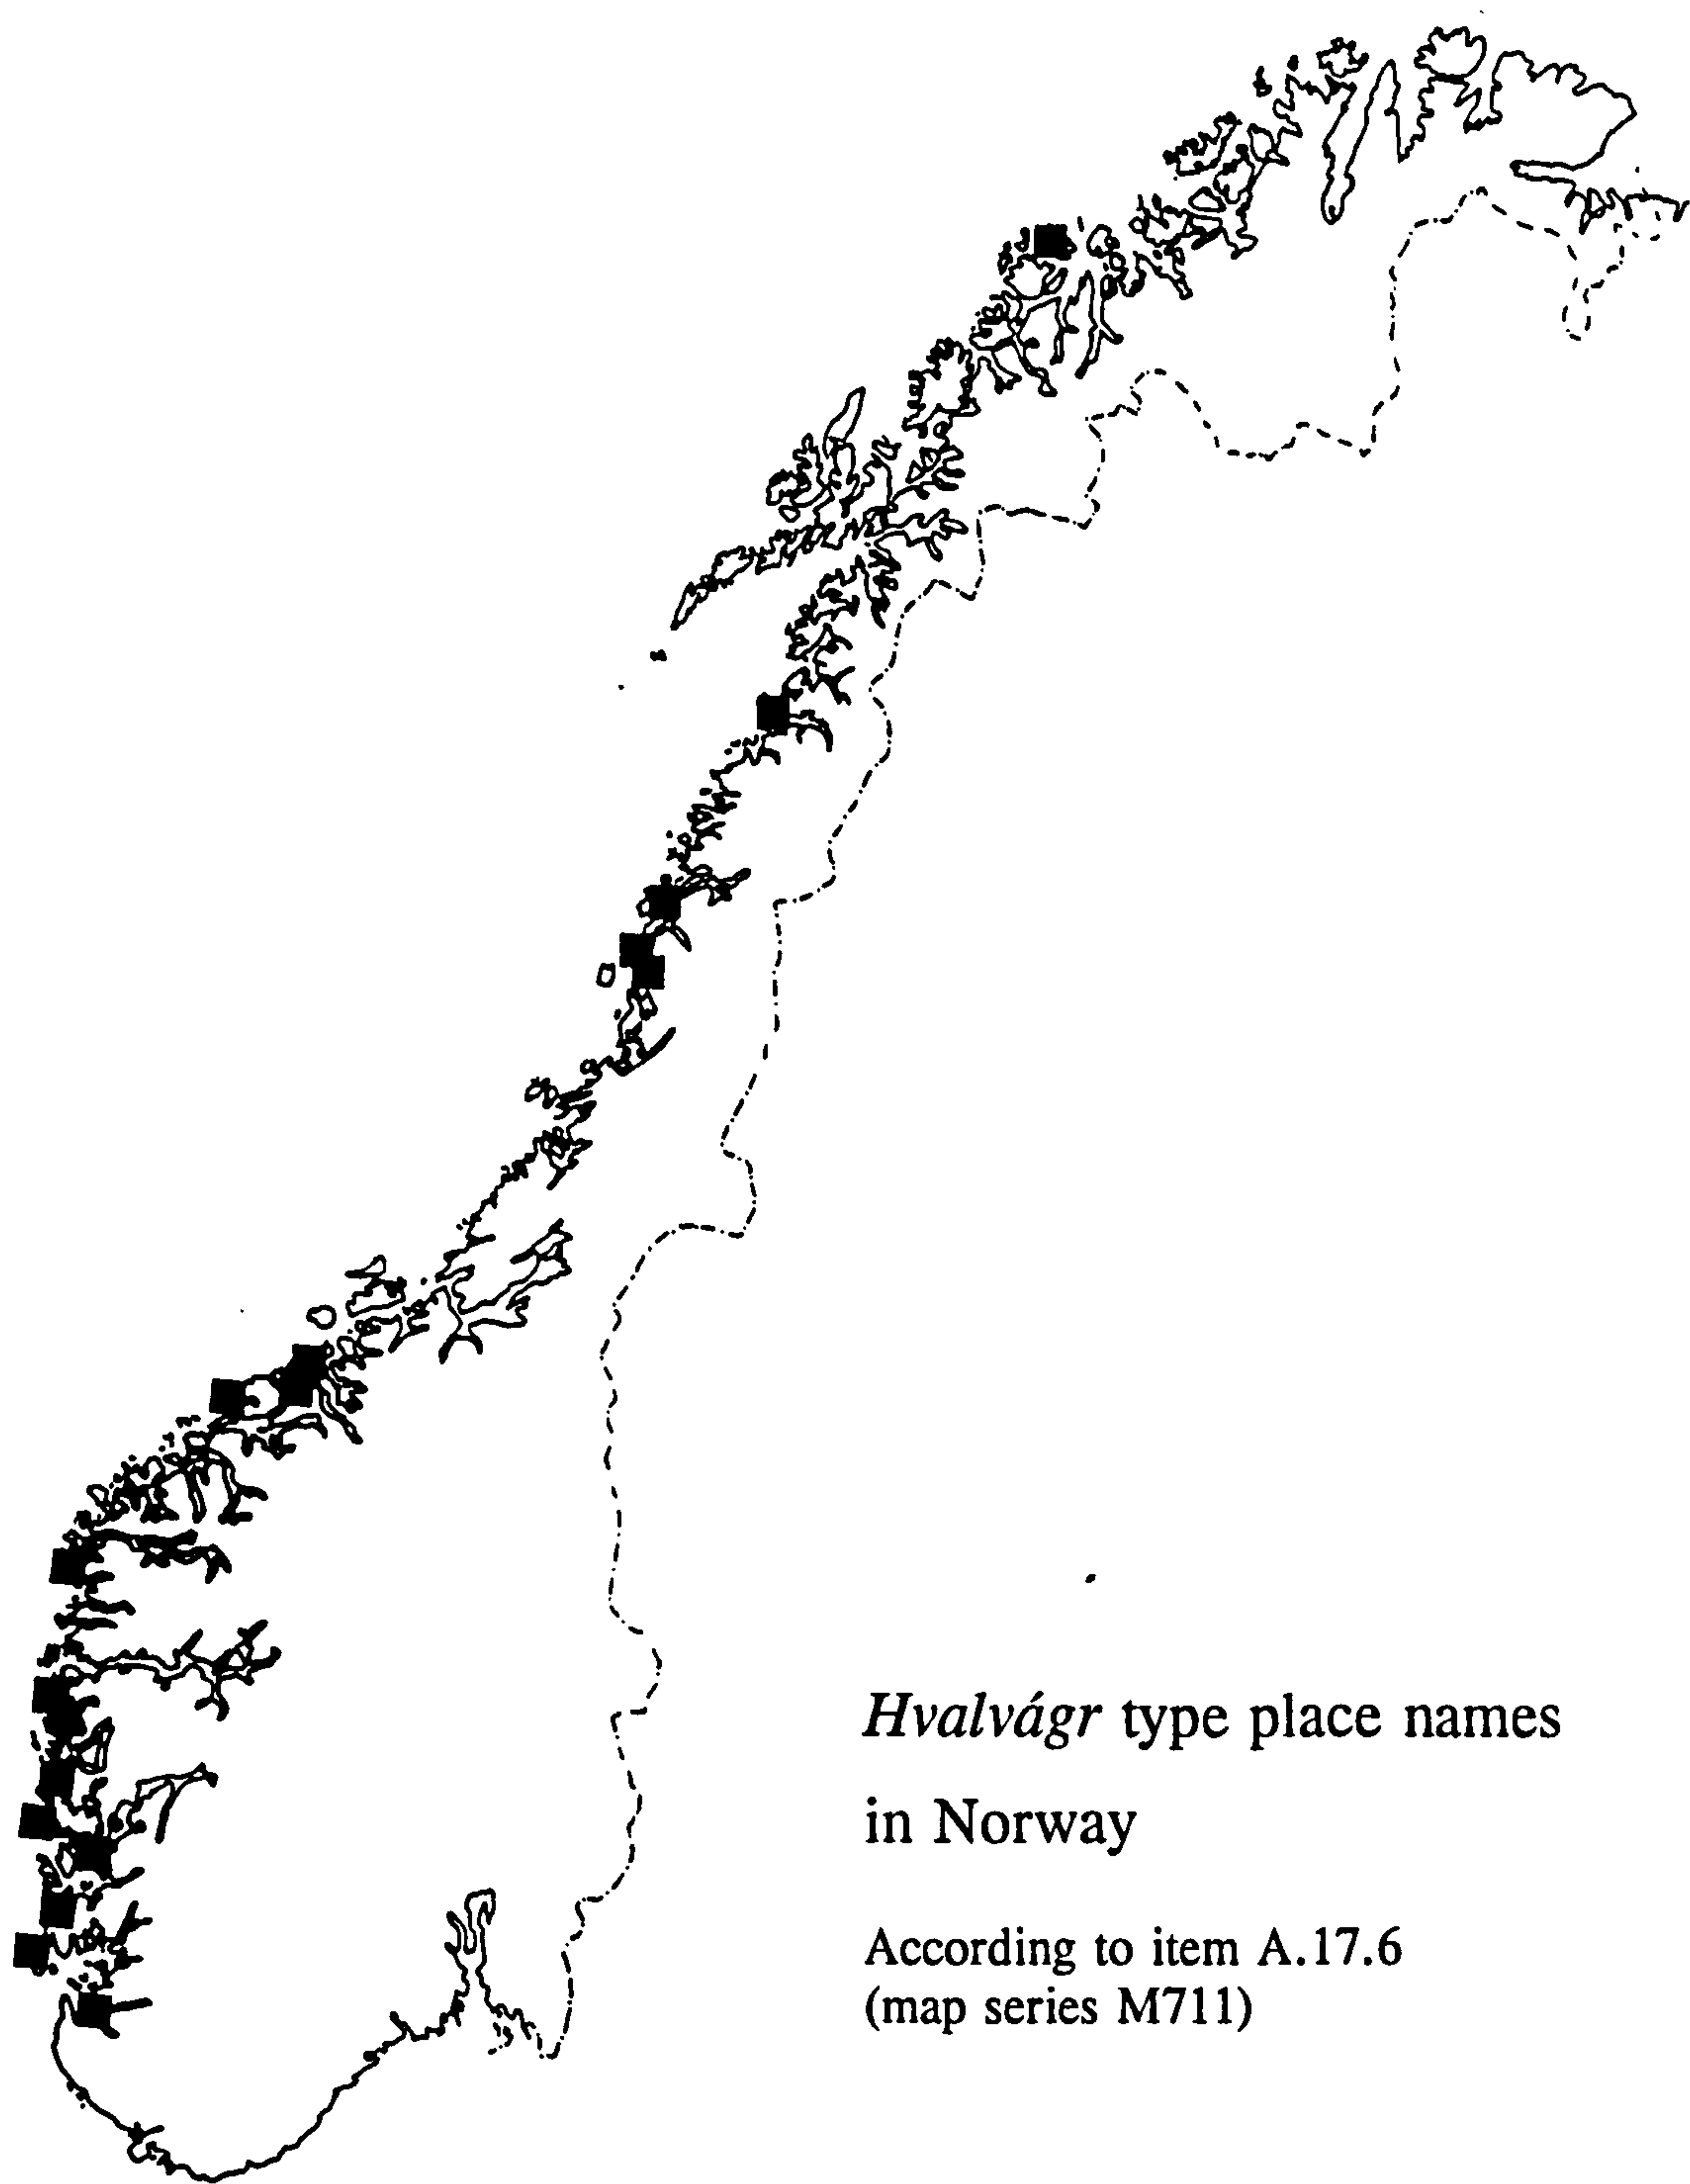 Hvalvágr type place names
in Norway
According to item A.17.6
(map series M711)